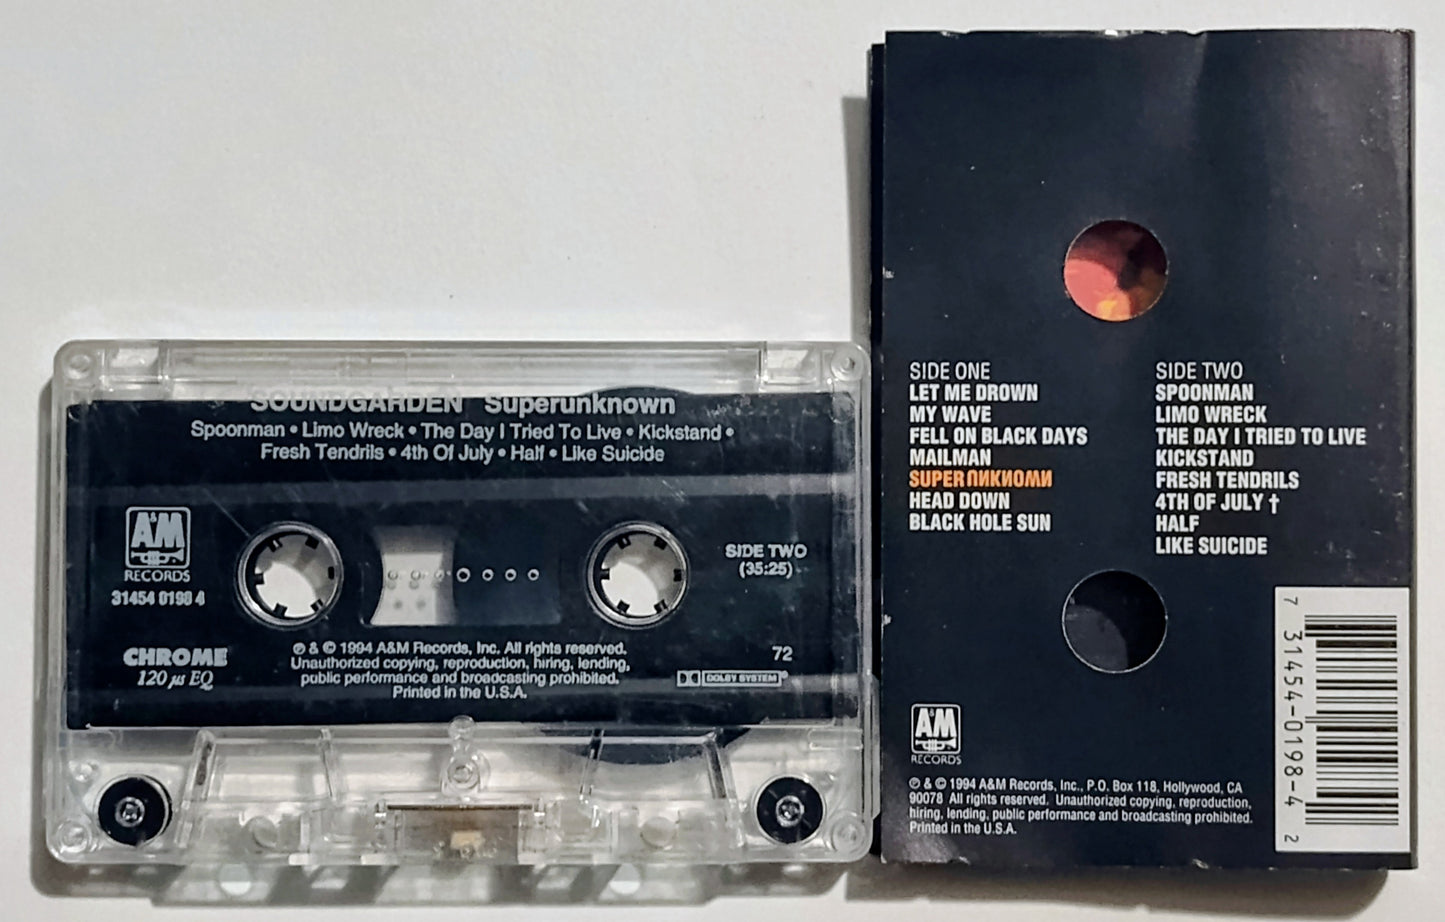 SOUNDGARDEN Superunknown
Spoonman • Limo Wreck • The Day I Tried To Live • Kickstand •
Fresh Tendrils • 4th Of July • Half • Like Suicide
A&M
RECORDS
31454 0198 4
SIDE TWO
(35:25)
CHROME
120 µs EQ
℗ & © 1994 A&M Records, Inc. All rights reserved.
Unauthorized copying, reproduction, hiring, lending,
public performance and broadcasting prohibited.
Printed in the U.S.A.
72
DOLBY SYSTEM®
SIDE ONE
LET ME DROWN
MY WAVE
FELL ON BLACK DAYS
MAILMAN
SUPERUNKNOWN
HEAD DOWN
BLACK HOLE SUN
SIDE TWO
SPOONMAN
LIMO WRECK
THE DAY I TRIED TO LIVE
KICKSTAND
FRESH TENDRILS
4TH OF JULY †
HALF
LIKE SUICIDE
A&M
RECORDS
℗ & © 1994 A&M Records, Inc., P.O. Box 118, Hollywood, CA
90078 All rights reserved. Unauthorized copying, reproduction,
hiring, lending, public performance and broadcasting prohibited.
Printed in the U.S.A.
7 31454-0198-4 2